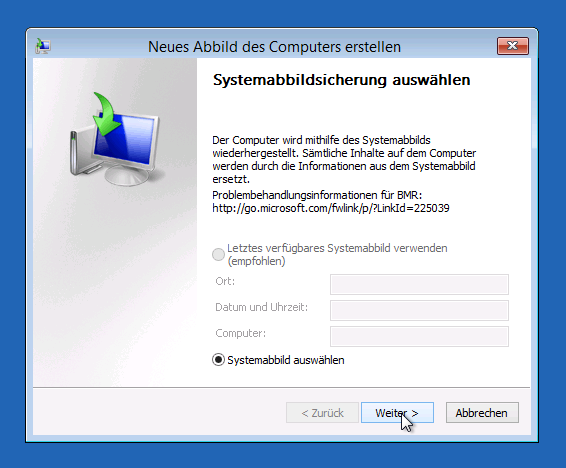 Neues Abbild des Computers erstellen
Systemabbildsicherung auswählen
Der Computer wird mithilfe des Systemabbilds
wiederhergestellt. Sämtliche Inhalte auf dem Computer
werden durch die Informationen aus dem Systemabbild
ersetzt.
Problembehandlungsinformationen für BMR:
http://go.microsoft.com/fwlink/p/?LinkId=225039
Letztes verfügbares Systemabbild verwenden
(empfohlen)
Ort:
Datum und Uhrzeit:
Computer:
Systemabbild auswählen
< Zurück Weiter > Abbrechen